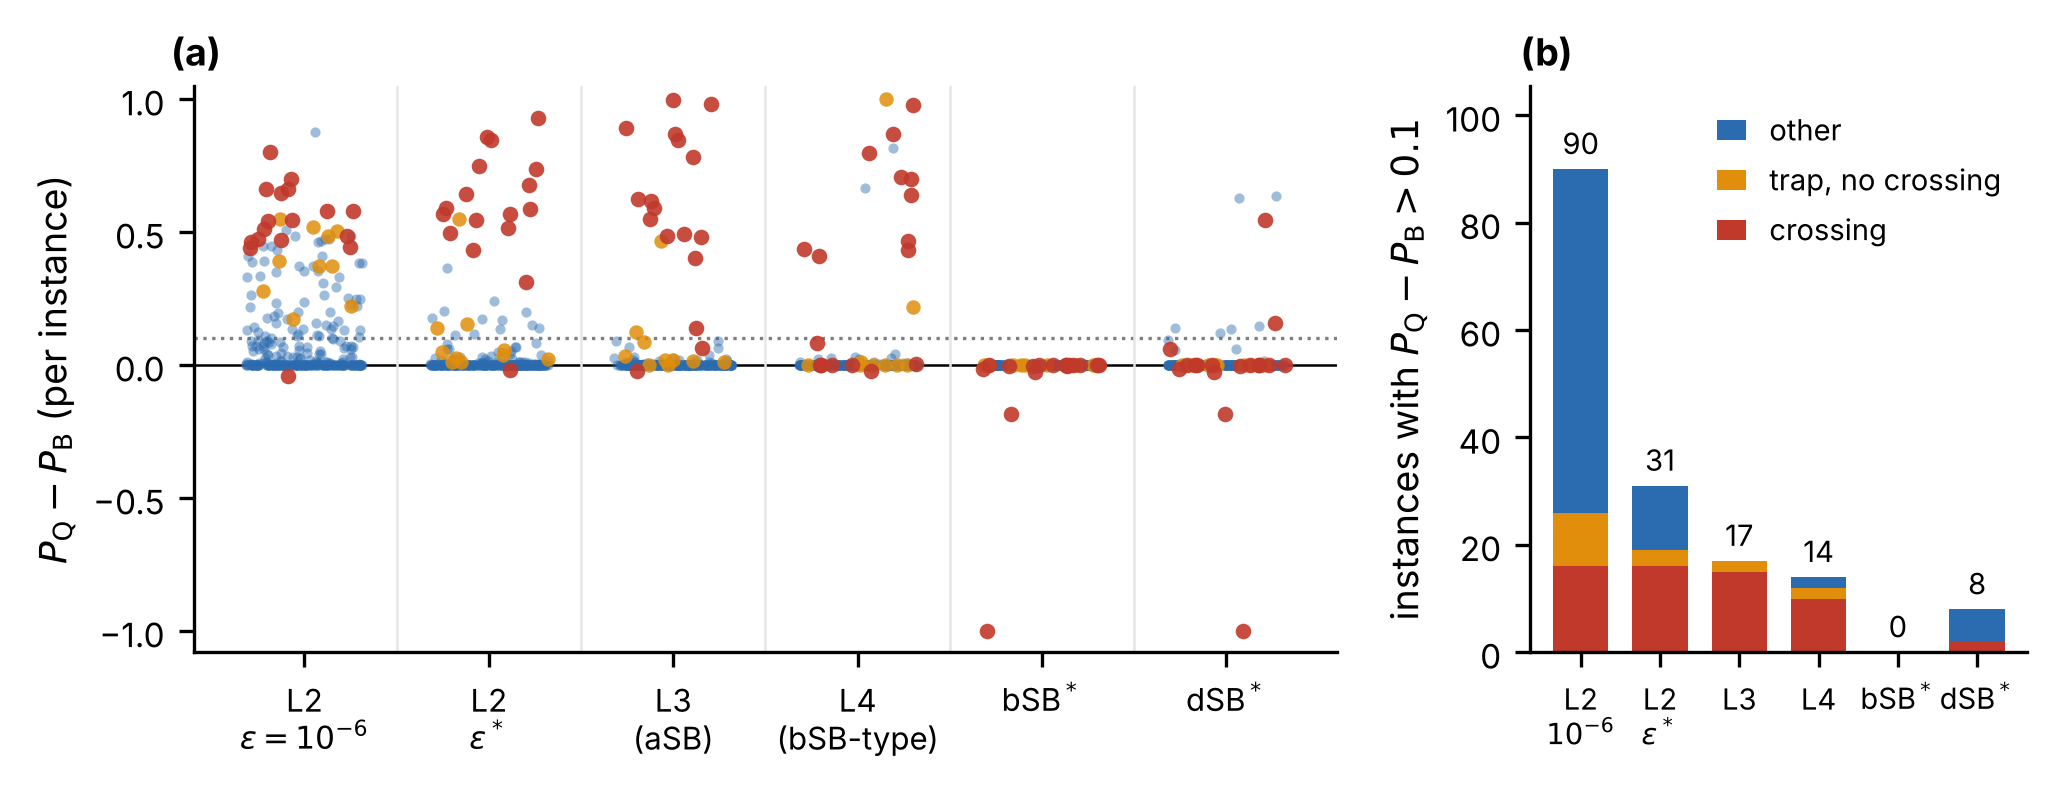 (a)
1.0
0.5
0.0
−0.5
−1.0
P_Q − P_B (per instance)
L2
ε = 10⁻⁶
L2
ε*
L3
(aSB)
L4
(bSB-type)
bSB*
dSB*
(b)
100
80
60
40
20
0
instances with P_Q − P_B > 0.1
other
trap, no crossing
crossing
90
31
17
14
0
8
L2
10⁻⁶
L2
ε*
L3
L4
bSB*
dSB*